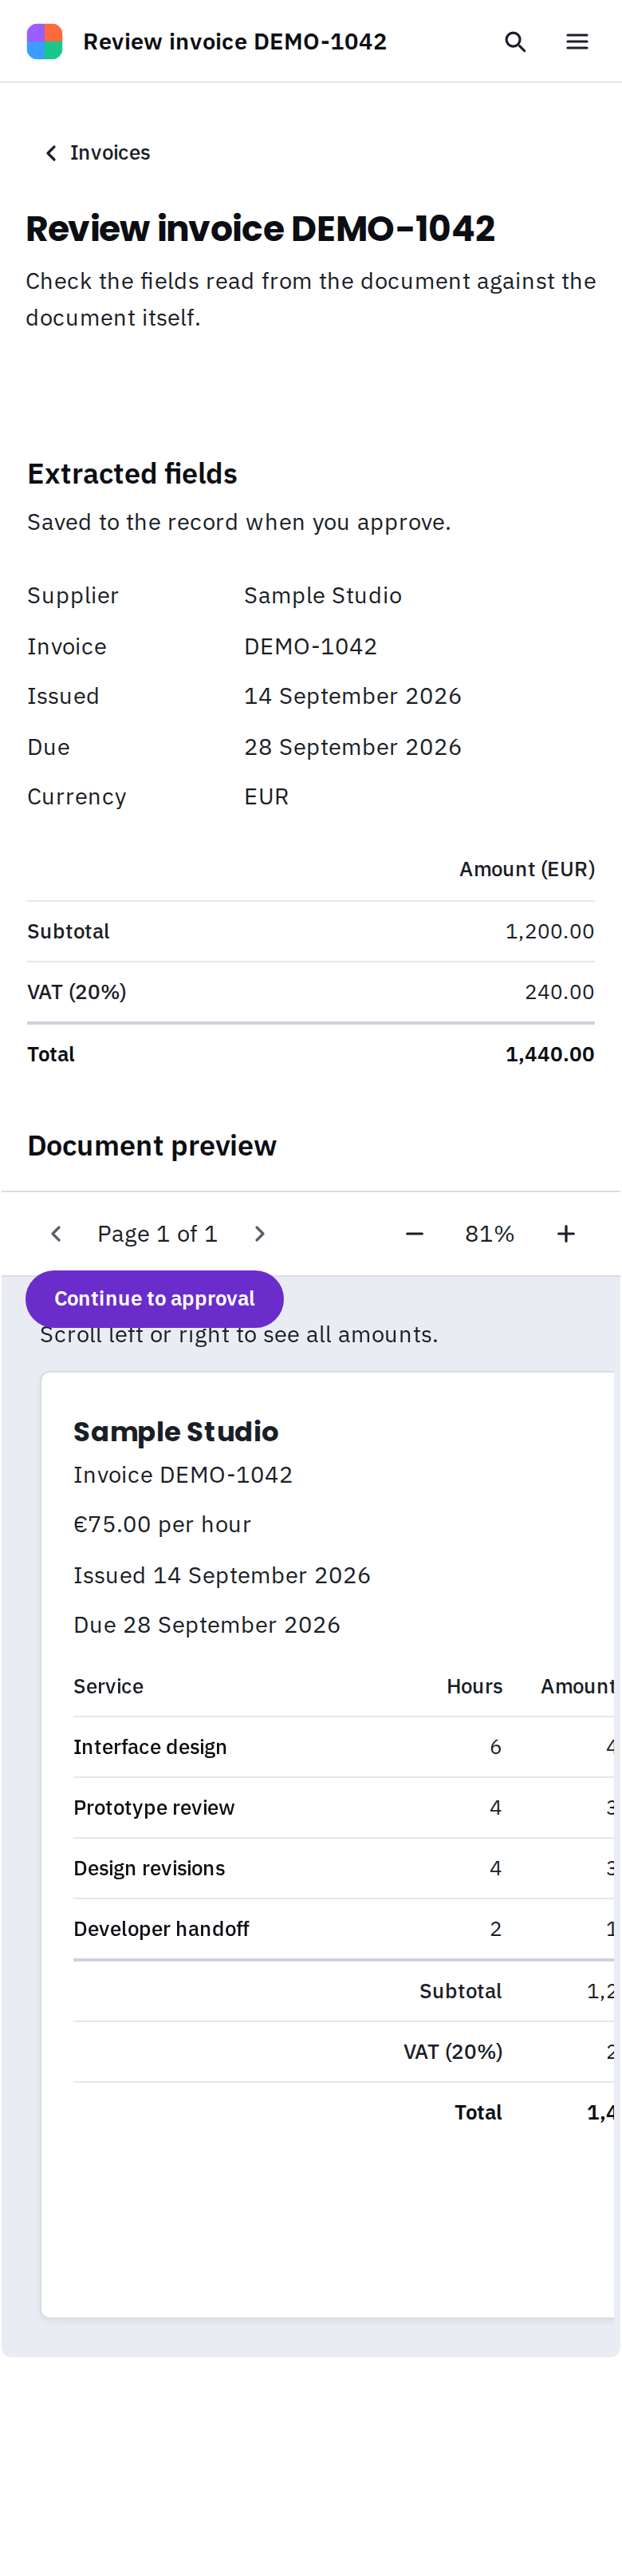 Review invoice DEMO-1042
Invoices
Review invoice DEMO-1042
Check the fields read from the document against the
document itself.
Extracted fields
Saved to the record when you approve.
Supplier Sample Studio
Invoice DEMO-1042
Issued 14 September 2026
Due 28 September 2026
Currency EUR
Amount (EUR)
Subtotal 1,200.00
VAT (20%) 240.00
Total 1,440.00
Document preview
Page 1 of 1 81%
Continue to approval
Scroll left or right to see all amounts.
Sample Studio
Invoice DEMO-1042
€75.00 per hour
Issued 14 September 2026
Due 28 September 2026
Service Hours Amount
Interface design 6
Prototype review 4
Design revisions 4
Developer handoff 2
Subtotal
VAT (20%)
Total